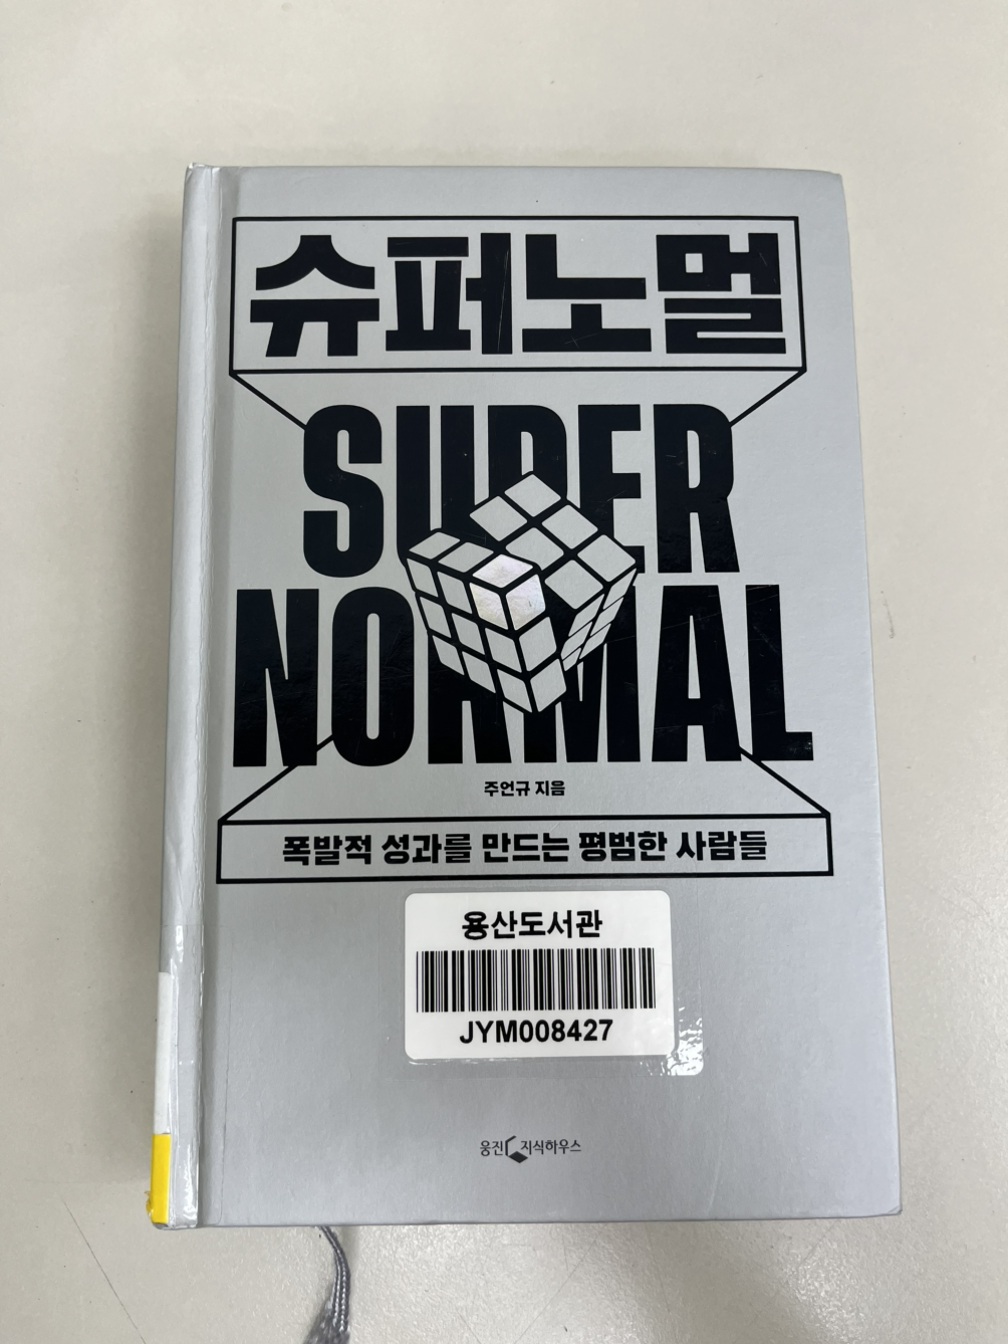 슈퍼노멀
SUPER
NORMAL
주언규 지음
폭발적 성과를 만드는 평범한 사람들
용산도서관
JYM008427
웅진 지식하우스